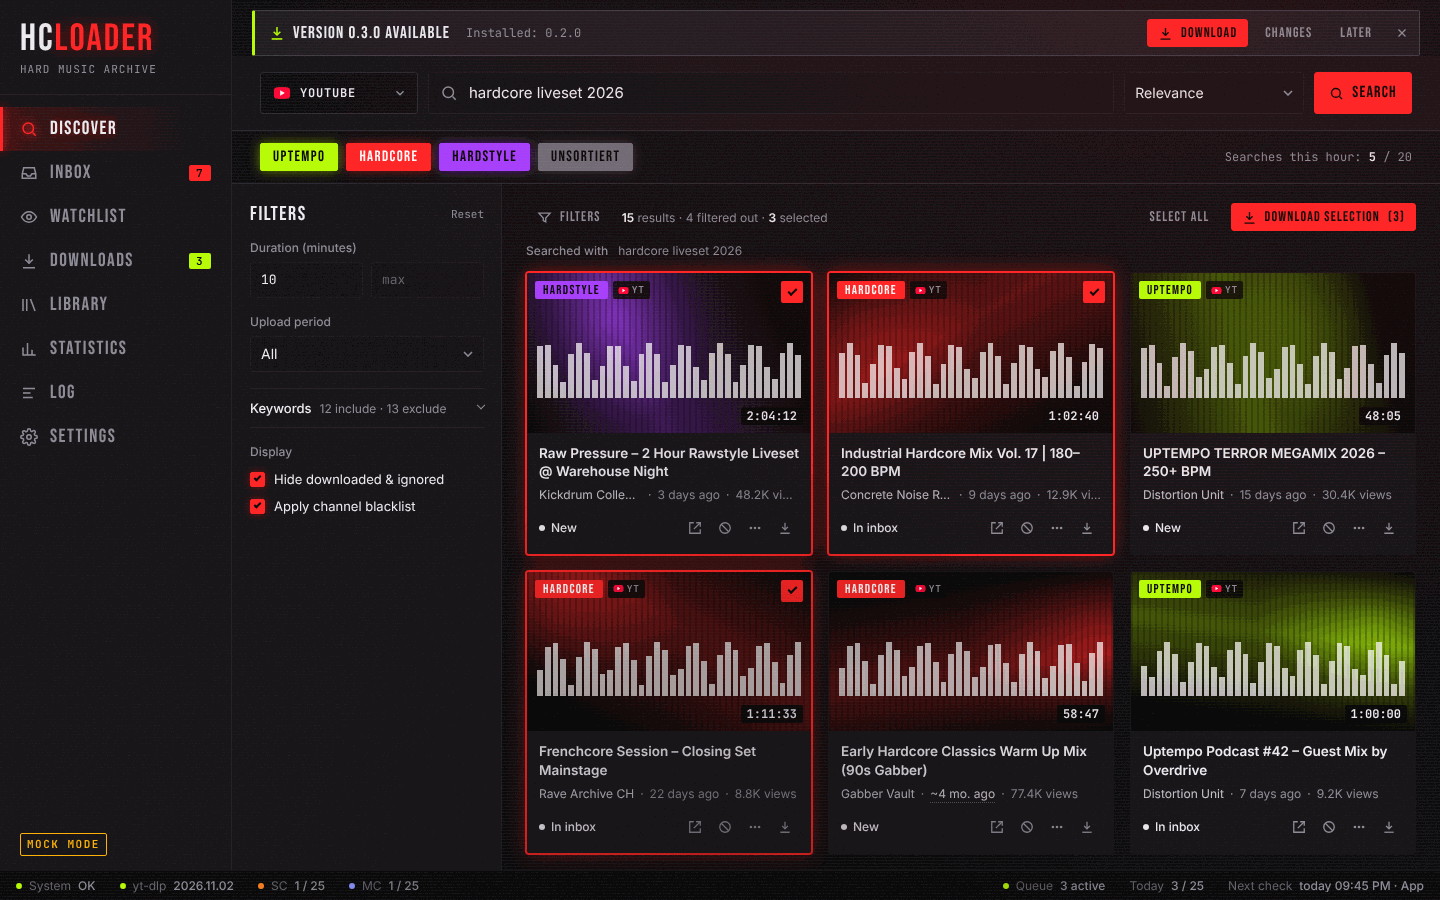 HCLOADER
HARD MUSIC ARCHIVE
DISCOVER
INBOX 7
WATCHLIST
DOWNLOADS 3
LIBRARY
STATISTICS
LOG
SETTINGS
MOCK MODE
VERSION 0.3.0 AVAILABLE Installed: 0.2.0 DOWNLOAD CHANGES LATER
YOUTUBE hardcore liveset 2026 Relevance SEARCH
UPTEMPO HARDCORE HARDSTYLE UNSORTIERT Searches this hour: 5 / 20
FILTERS Reset
Duration (minutes)
10 max
Upload period
All
Keywords 12 include · 13 exclude
Display
Hide downloaded & ignored
Apply channel blacklist
FILTERS 15 results · 4 filtered out · 3 selected SELECT ALL DOWNLOAD SELECTION (3)
Searched with hardcore liveset 2026
HARDSTYLE YT
2:04:12
Raw Pressure – 2 Hour Rawstyle Liveset
@ Warehouse Night
Kickdrum Colle... · 3 days ago · 48.2K vi...
New
HARDCORE YT
1:02:40
Industrial Hardcore Mix Vol. 17 | 180–
200 BPM
Concrete Noise R... · 9 days ago · 12.9K vi...
In inbox
UPTEMPO YT
48:05
UPTEMPO TERROR MEGAMIX 2026 –
250+ BPM
Distortion Unit · 15 days ago · 30.4K views
New
HARDCORE YT
1:11:33
Frenchcore Session – Closing Set
Mainstage
Rave Archive CH · 22 days ago · 8.8K views
In inbox
HARDCORE YT
58:47
Early Hardcore Classics Warm Up Mix
(90s Gabber)
Gabber Vault · ~4 mo. ago · 77.4K views
New
UPTEMPO YT
1:00:00
Uptempo Podcast #42 – Guest Mix by
Overdrive
Distortion Unit · 7 days ago · 9.2K views
In inbox
System OK yt-dlp 2026.11.02 SC 1 / 25 MC 1 / 25 Queue 3 active Today 3 / 25 Next check today 09:45 PM · App